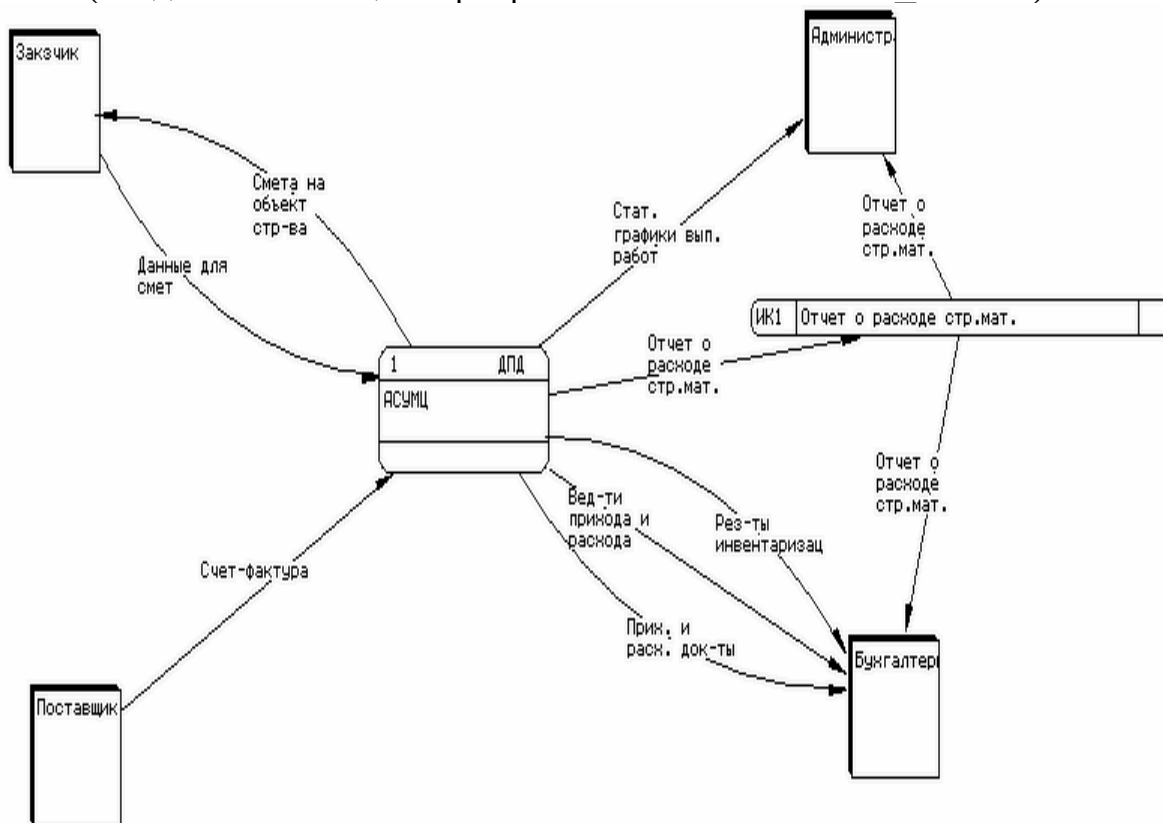 Закзчик
Администр.
Смета на
объект
стр-ва
Данные для
смет
Стат.
графики вып.
работ
Отчет о
расходе
стр.мат.
ИК1 Отчет о расходе стр.мат.
Отчет о
расходе
стр.мат.
1 ДПД
АСУМЦ
Отчет о
расходе
стр.мат.
Вед-ти
прихода и
расхода
Рез-ты
инвентаризац
Счет-фактура
Прих. и
расх. док-ты
Бухгалтер
Поставщик